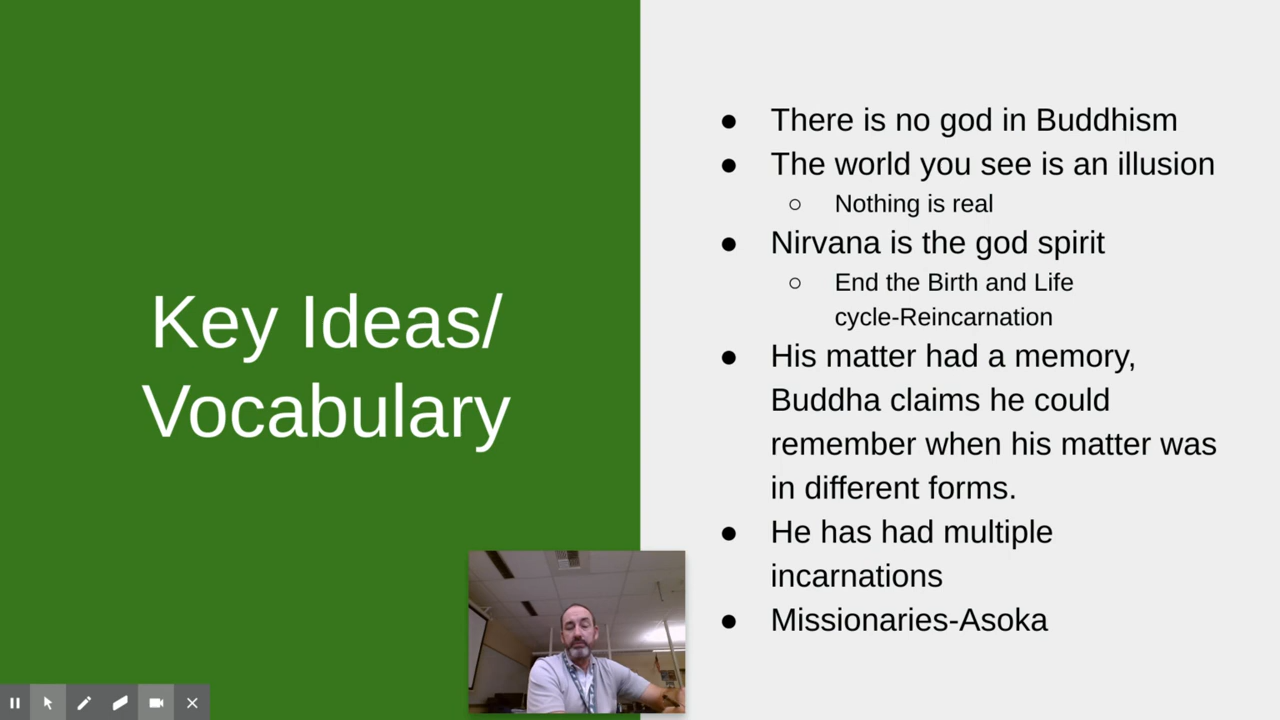 Key Ideas/
Vocabulary
● There is no god in Buddhism
● The world you see is an illusion
○ Nothing is real
● Nirvana is the god spirit
○ End the Birth and Life
cycle-Reincarnation
● His matter had a memory,
Buddha claims he could
remember when his matter was
in different forms.
● He has had multiple
incarnations
● Missionaries-Asoka